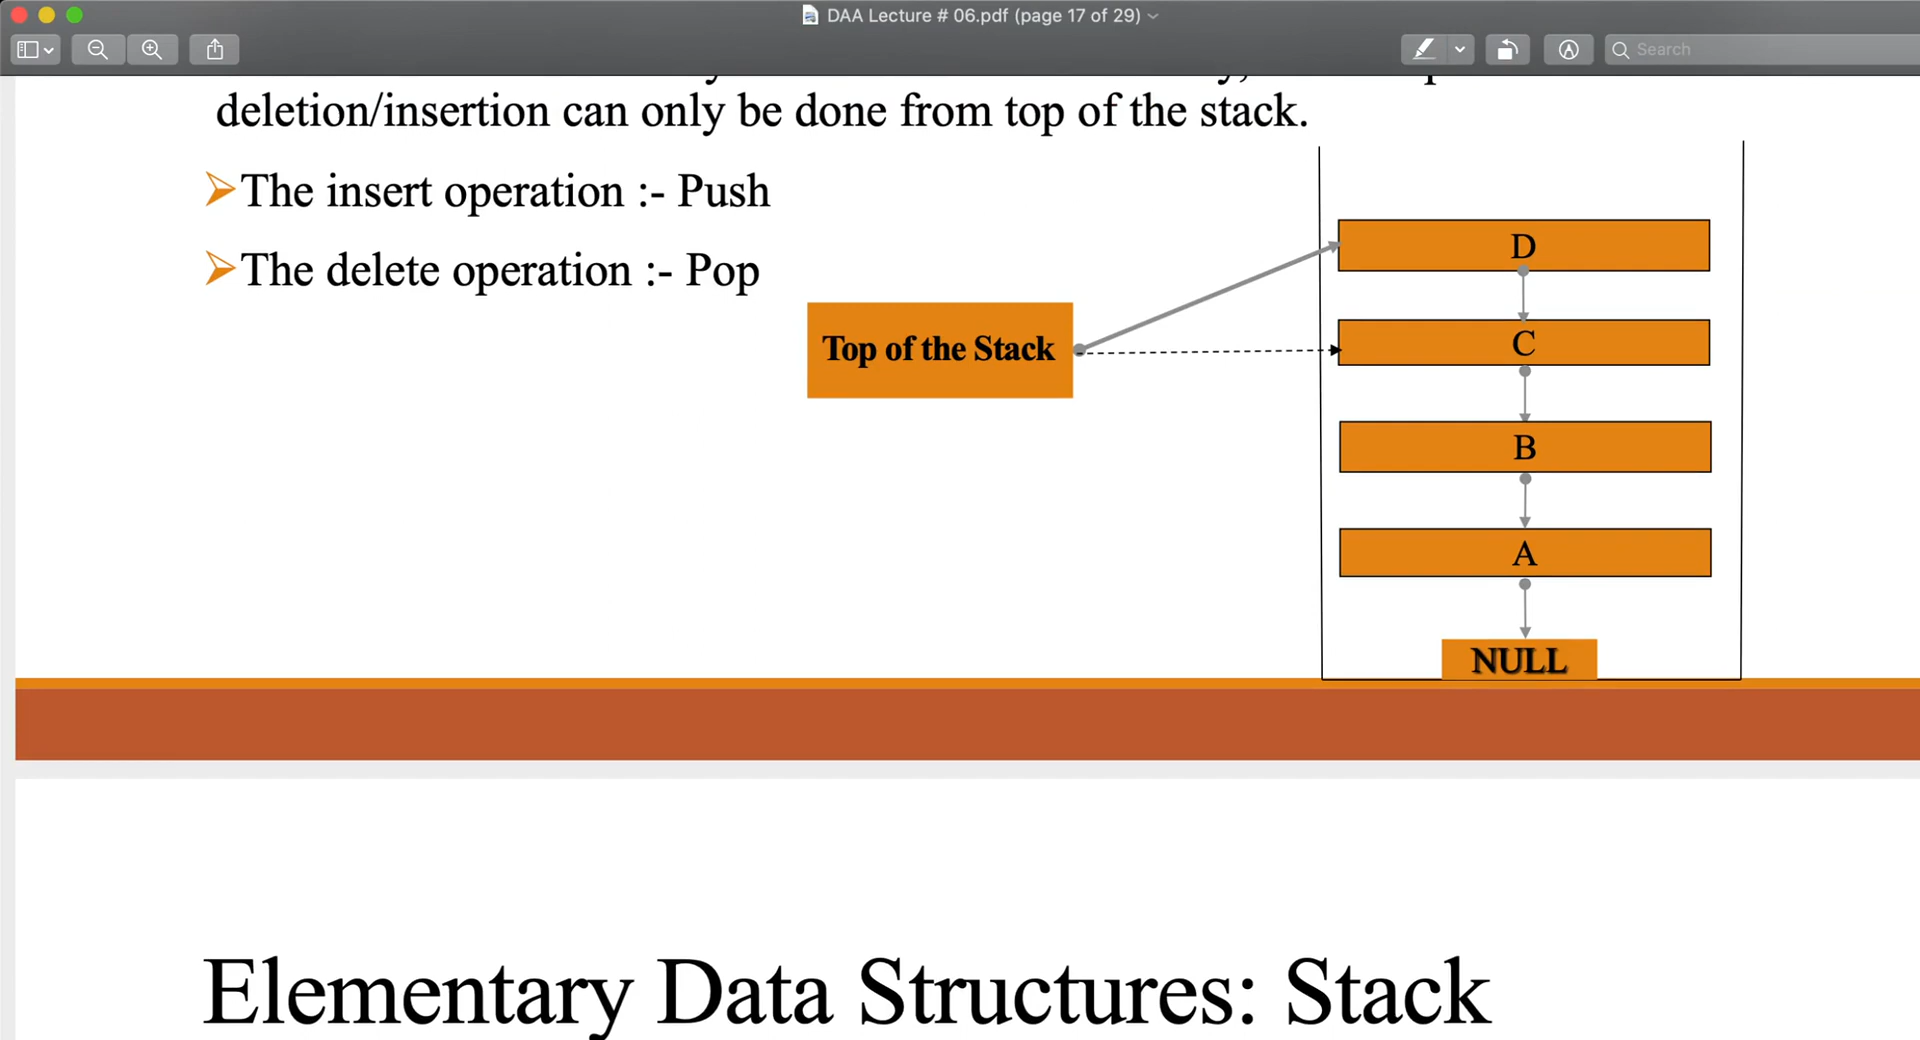 DAA Lecture # 06.pdf (page 17 of 29)
Search
deletion/insertion can only be done from top of the stack.
The insert operation :- Push
The delete operation :- Pop
Top of the Stack
D
C
B
A
NULL
Elementary Data Structures: Stack